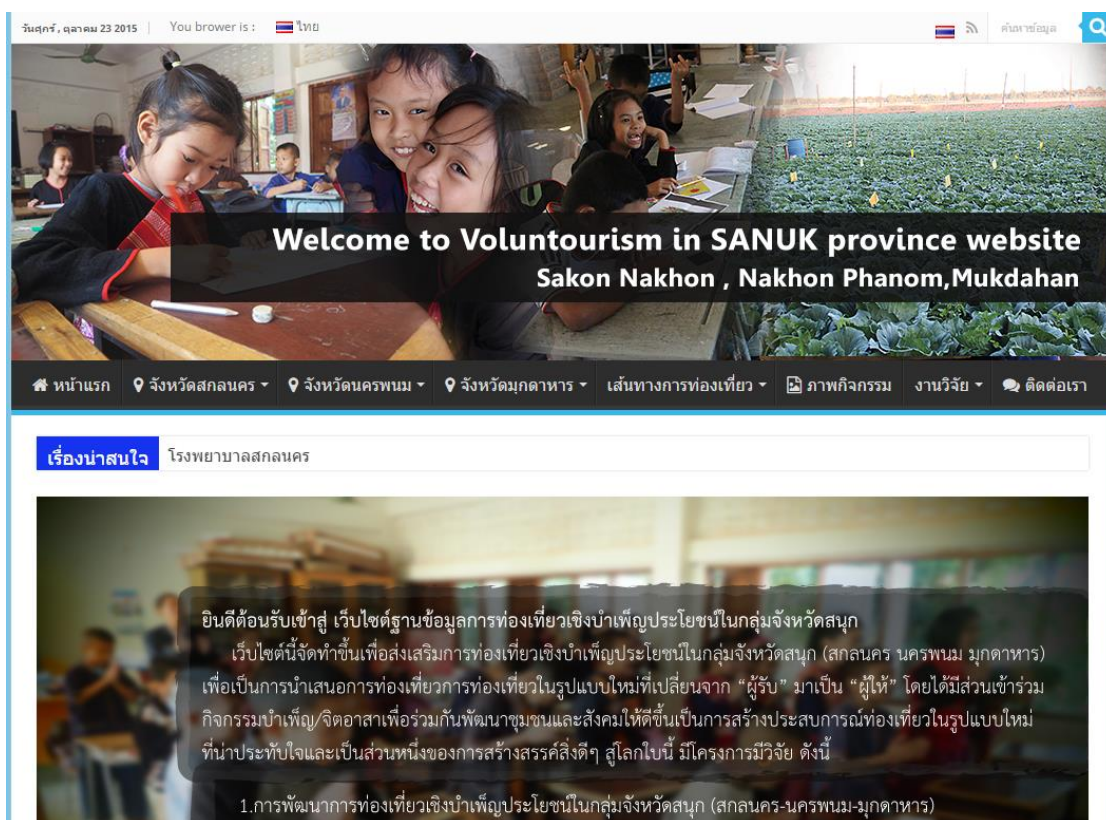 วันศุกร์ , ตุลาคม 23 2015 You brower is : ไทย ค้นหาข้อมูล
Welcome to Voluntourism in SANUK province website
Sakon Nakhon , Nakhon Phanom,Mukdahan
หน้าแรก จังหวัดสกลนคร จังหวัดนครพนม จังหวัดมุกดาหาร เส้นทางการท่องเที่ยว ภาพกิจกรรม งานวิจัย ติดต่อเรา
เรื่องน่าสนใจ โรงพยาบาลสกลนคร
ยินดีต้อนรับเข้าสู่ เว็บไซต์ฐานข้อมูลการท่องเที่ยวเชิงบำเพ็ญประโยชน์ในกลุ่มจังหวัดสนุก
เว็บไซต์นี้จัดทำขึ้นเพื่อส่งเสริมการท่องเที่ยวเชิงบำเพ็ญประโยชน์ในกลุ่มจังหวัดสนุก (สกลนคร นครพนม มุกดาหาร)
เพื่อเป็นการนำเสนอการท่องเที่ยวการท่องเที่ยวในรูปแบบใหม่ที่เปลี่ยนจาก “ผู้รับ” มาเป็น “ผู้ให้” โดยได้มีส่วนเข้าร่วม
กิจกรรมบำเพ็ญ/จิตอาสาเพื่อร่วมกันพัฒนาชุมชนและสังคมให้ดีขึ้นเป็นการสร้างประสบการณ์ท่องเที่ยวในรูปแบบใหม่
ที่น่าประทับใจและเป็นส่วนหนึ่งของการสร้างสรรค์สิ่งดีๆ สู่โลกใบนี้ มีโครงการมีวิจัย ดังนี้
1.การพัฒนาการท่องเที่ยวเชิงบำเพ็ญประโยชน์ในกลุ่มจังหวัดสนุก (สกลนคร-นครพนม-มุกดาหาร)